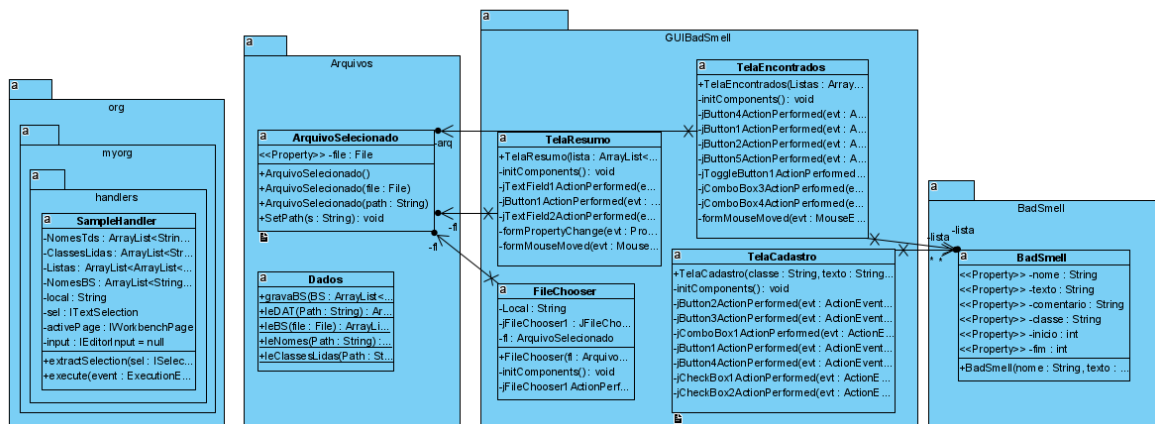 a
org
a
myorg
a
handlers
a
SampleHandler
-NomesTds : ArrayList<Strin...
-ClassesLidas : ArrayList<Str...
-Listas : ArrayList<ArrayList<...
-NomesBS : ArrayList<String...
-local : String
-sel : ITextSelection
-activePage : IWorkbenchPage
-input : IEditorInput = null
+extractSelection(sel : ISelec...
+execute(event : ExecutionE...
a
Arquivos
a
ArquivoSelecionado
<<Property>> -file : File
+ArquivoSelecionado()
+ArquivoSelecionado(file : File)
+ArquivoSelecionado(path : String)
+SetPath(s : String) : void
-arq
-fl
-fl
a
Dados
+gravaBS(BS : ArrayList<...
+leDAT(Path : String) : Ar...
+leBS(file : File) : ArrayLi...
+leNomes(Path : String) : ...
+leClassesLidas(Path : St...
a
GUIBadSmell
a
TelaResumo
+TelaResumo(lista : ArrayList<...
-initComponents() : void
-jTextField1ActionPerformed(e...
-jButton1ActionPerformed(evt ...
-jTextField2ActionPerformed(e...
-formPropertyChange(evt : Pro...
-formMouseMoved(evt : Mouse...
a
FileChooser
-Local : String
-jFileChooser1 : JFileCho...
-fl : ArquivoSelecionado
+FileChooser(fl : Arquivo...
-initComponents() : void
-jFileChooser1ActionPerf...
a
TelaEncontrados
+TelaEncontrados(Listas : Array...
-initComponents() : void
-jButton4ActionPerformed(evt : A...
-jButton1ActionPerformed(evt : A...
-jButton2ActionPerformed(evt : A...
-jButton5ActionPerformed(evt : A...
-jToggleButton1ActionPerformed...
-jComboBox3ActionPerformed(e...
-jComboBox4ActionPerformed(e...
-formMouseMoved(evt : MouseE...
a
TelaCadastro
+TelaCadastro(classe : String, texto : String...
-initComponents() : void
-jButton2ActionPerformed(evt : ActionEvent...
-jButton3ActionPerformed(evt : ActionEvent...
-jComboBox1ActionPerformed(evt : ActionE...
-jButton1ActionPerformed(evt : ActionEvent...
-jButton4ActionPerformed(evt : ActionEvent...
-jCheckBox1ActionPerformed(evt : ActionE...
-jCheckBox2ActionPerformed(evt : ActionE...
a
BadSmell
-lista
-lista
* *
a
BadSmell
<<Property>> -nome : String
<<Property>> -texto : String
<<Property>> -comentario : String
<<Property>> -classe : String
<<Property>> -inicio : int
<<Property>> -fim : int
+BadSmell(nome : String, texto : ...